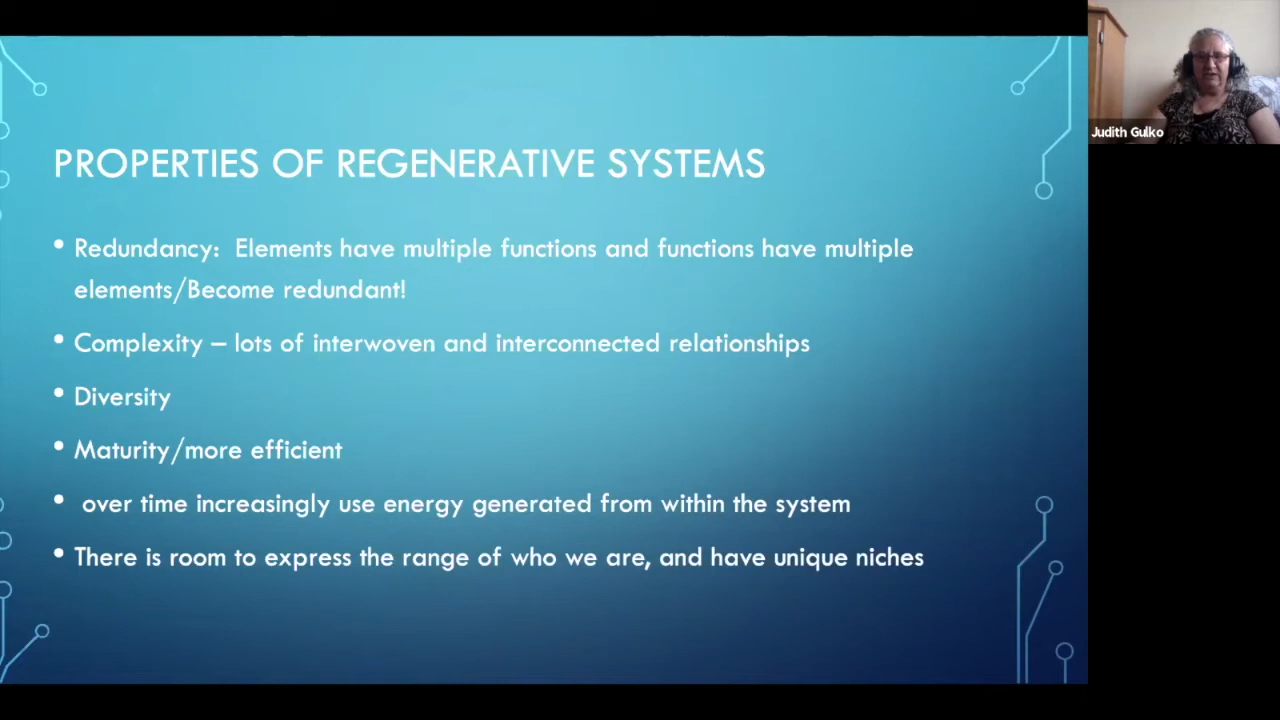 PROPERTIES OF REGENERATIVE SYSTEMS
• Redundancy:  Elements have multiple functions and functions have multiple
elements/Become redundant!
• Complexity – lots of interwoven and interconnected relationships
• Diversity
• Maturity/more efficient
•  over time increasingly use energy generated from within the system
• There is room to express the range of who we are, and have unique niches
Judith Gulko